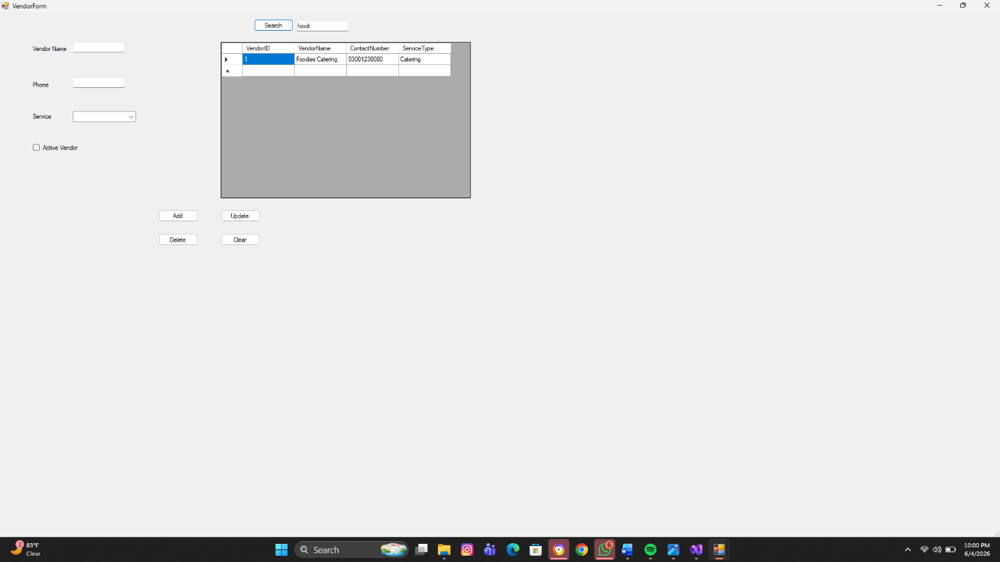 VendorForm
Search foodi
Vendor Name
Phone
Service
Active Vendor
VendorID VendorName ContactNumber ServiceType
1 Foodies Catering 03001230000 Catering
Add Update
Delete Clear
2
83°F
Clear
Search
6
10:00 PM
6/4/2026